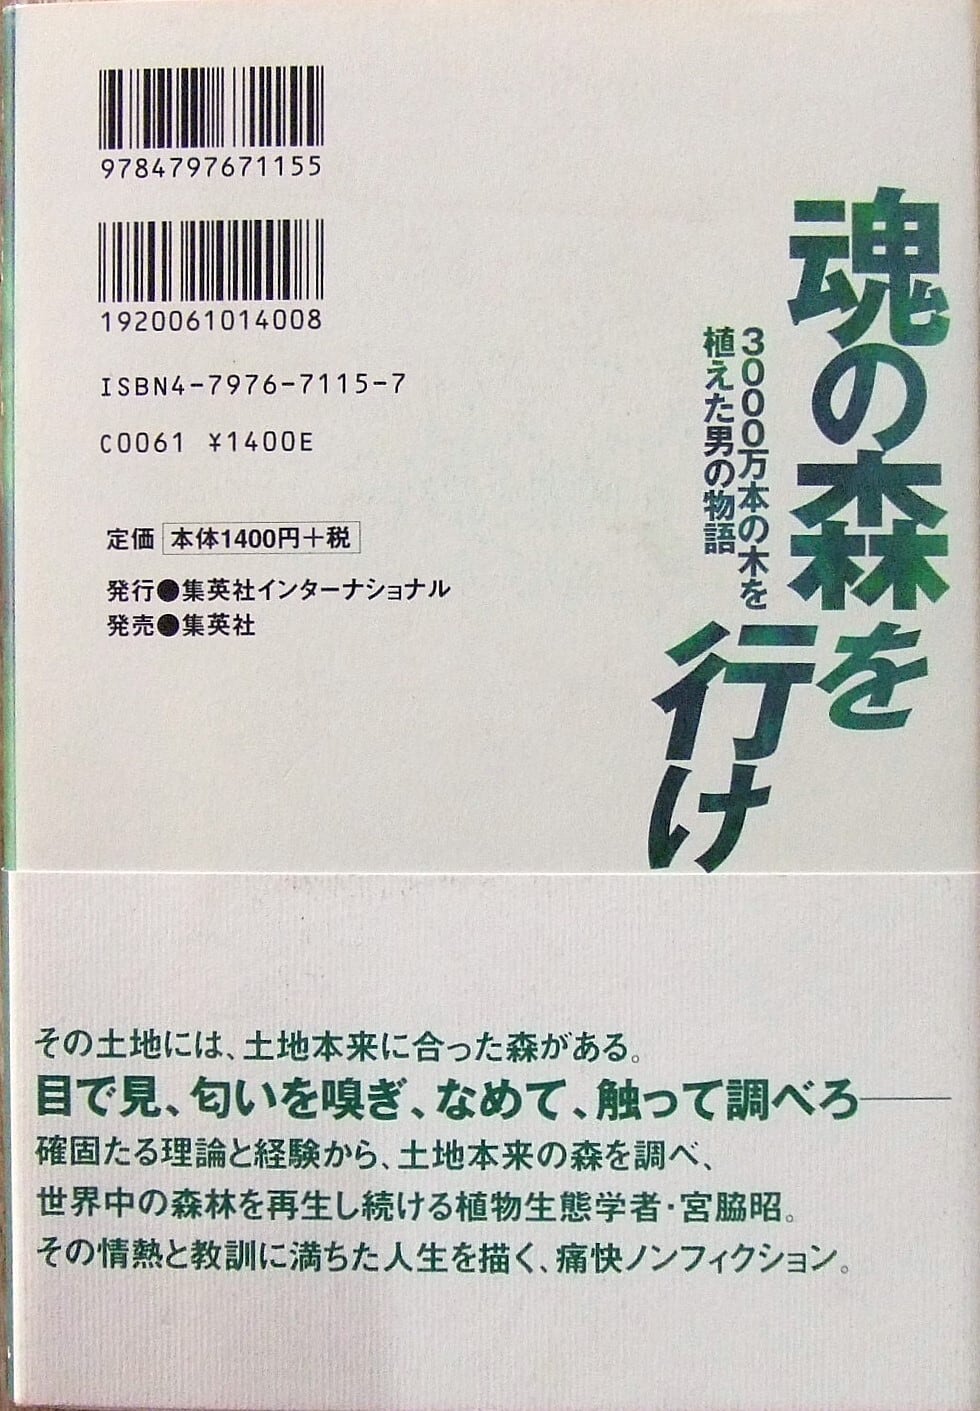 9784797671155
1920061014008
ISBN4-7976-7115-7
C0061 ¥1400E
定価 本体1400円+税
発行●集英社インターナショナル
発売●集英社
魂の森を
行け
3000万本の木を
植えた男の物語
その土地には、土地本来に合った森がある。
目で見、匂いを嗅ぎ、なめて、触って調べろ――
確固たる理論と経験から、土地本来の森を調べ、
世界中の森林を再生し続ける植物生態学者・宮脇昭。
その情熱と教訓に満ちた人生を描く、痛快ノンフィクション。